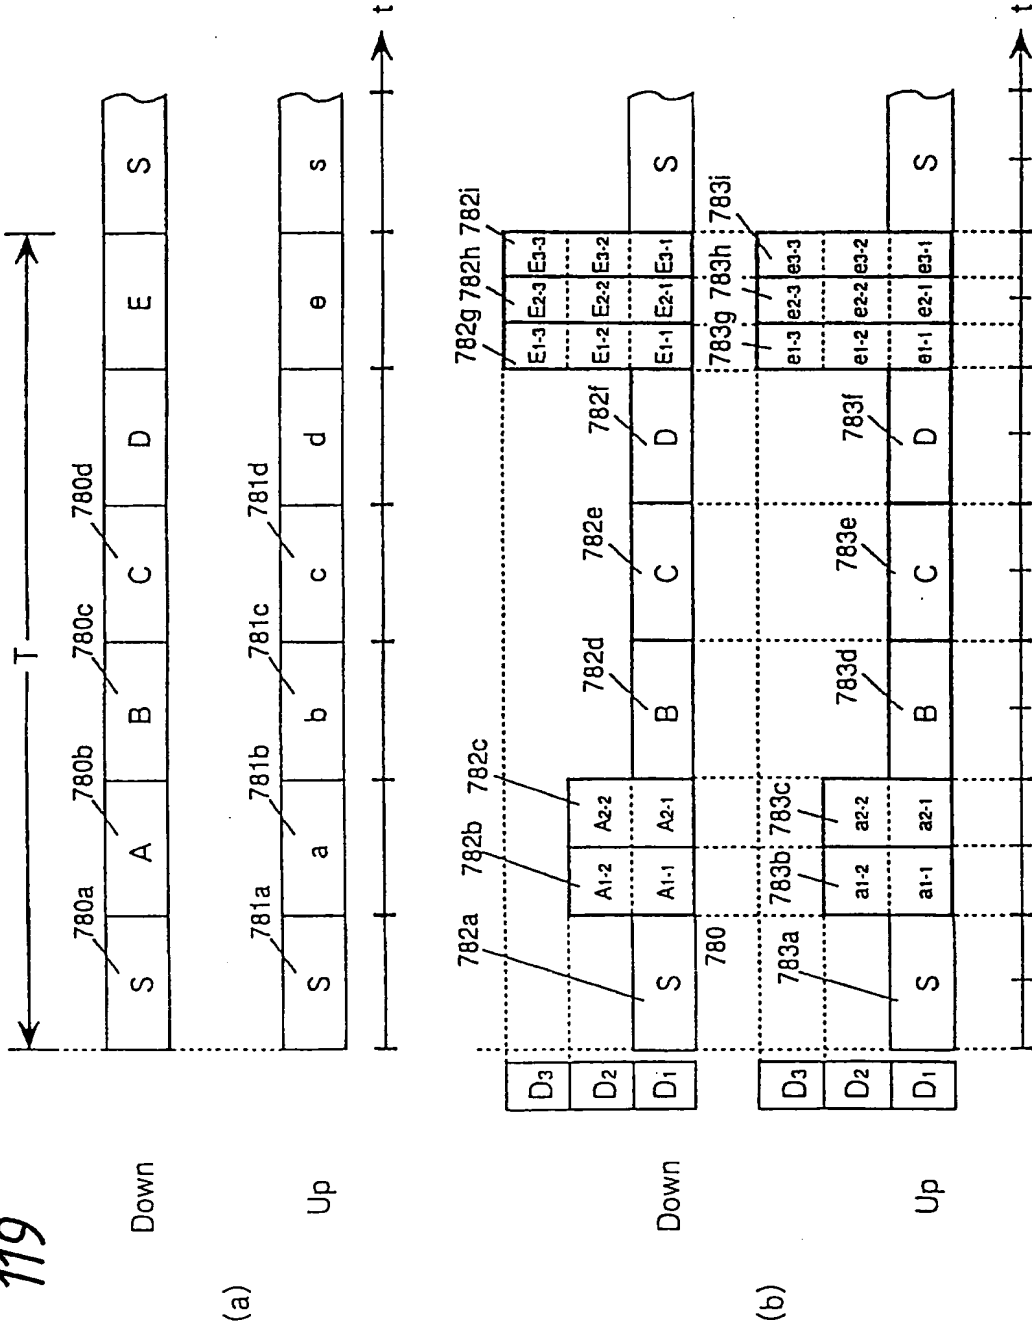 119
T
(a)
Down
780a 780b 780c 780d
S A B C D E S
Up
781a 781b 781c 781d
S a b c d e s
t
(b)
Down
782a 782b 782c 782d 782e 782f 782g 782h 782i
D3 E1-3 E2-3 E3-3
D2 A1-2 A2-2 E1-2 E2-2 E3-2
D1 S A1-1 A2-1 B C D E1-1 E2-1 E3-1 S
780
Up
783a 783b 783c 783d 783e 783f 783g 783h 783i
D3 e1-3 e2-3 e3-3
D2 a1-2 a2-2 e1-2 e2-2 e3-2
D1 S a1-1 a2-1 B C D e1-1 e2-1 e3-1 S
t